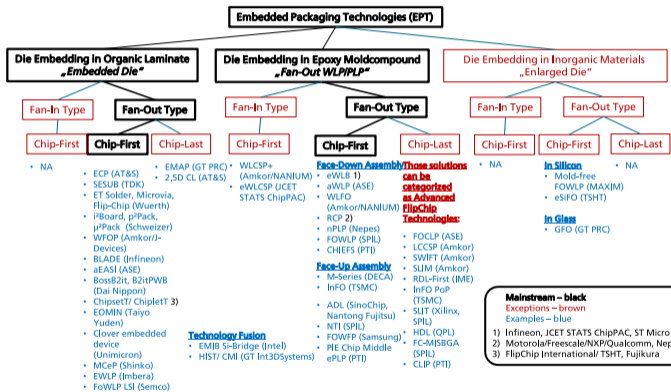 Embedded Packaging Technologies (EPT)
Die Embedding in Organic Laminate
„Embedded Die"
Die Embedding in Epoxy Moldcompound
„Fan-Out WLP/PLP"
Die Embedding in Inorganic Materials
„Enlarged Die"
Fan-In Type
Fan-Out Type
Fan-In Type
Fan-Out Type
Fan-In Type
Fan-Out Type
Chip-First
Chip-First
Chip-Last
Chip-First
Chip-First
Chip-Last
Chip-First
Chip-First
Chip-Last
• NA
• ECP (AT&S)
• SESUB (TDK)
• ET Solder, Microvia,
Flip-Chip (Wuerth)
• i²Board, p²Pack,
µ²Pack (Schweizer)
• WFOP (Amkor/J-
Devices)
• BLADE (Infineon)
• aEASI (ASE)
• BossB2it, B2itPWB
(Dai Nippon)
• ChipsetT/ ChipletT 3)
• EOMIN (Taiyo
Yuden)
• Clover embedded
device
(Unimicron)
• MCeP (Shinko)
• EWLP (Imbera)
• FoWLP LSI (Semco)
• EMAP (GT PRC)
• 2,5D CL (AT&S)
• WLCSP+
(Amkor/NANIUM)
• eWLCSP (JCET
STATS ChipPAC)
Technology Fusion
• EMIB Si-Bridge (Intel)
• HIST/ CMI (GT Int3DSystems)
Face-Down Assembly
• eWLB 1)
• aWLP (ASE)
• WLFO
(Amkor/NANIUM)
• RCP 2)
• nPLP (Nepes)
• FOWLP (SPIL)
• CHIEFS (PTI)
Face-Up Assembly
• M-Series (DECA)
• InFO (TSMC)
• ADL (SinoChip,
Nantong Fujitsu)
• NTI (SPIL)
• FOWFP (Samsung)
• PIE Chip Middle
ePLP (PTI)
Those solutions
can be
categorized
as Advanced
FlipChip
Technologies:
• FOCLP (ASE)
• LCCSP (Amkor)
• SWIFT (Amkor)
• SLIM (Amkor)
• RDL-First (IME)
• InFO PoP
(TSMC)
• SLIT (Xilinx,
SPIL)
• HDL (QPL)
• FC-MISBGA
(SPIL)
• CLIP (PTI)
• NA
In Silicon
• Mold-free
FOWLP (MAXIM)
• eSiFO (TSHT)
In Glass
• GFO (GT PRC)
• NA
Mainstream – black
Exceptions – brown
Examples – blue
1) Infineon, JCET STATS ChipPAC, ST Micro
2) Motorola/Freescale/NXP/Qualcomm, Nep
3) FlipChip International/ TSHT, Fujikura